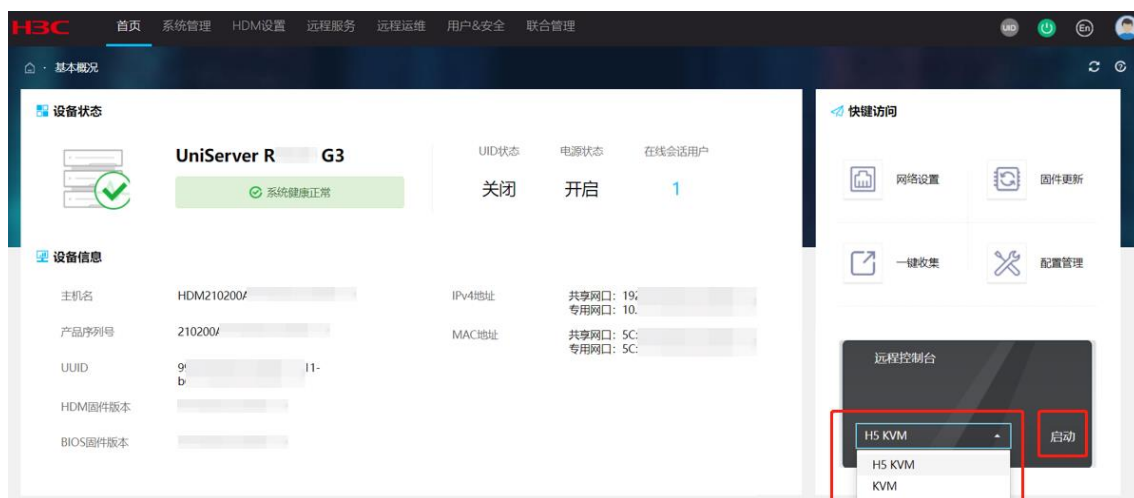 H3C 首页 系统管理 HDM设置 远程服务 远程运维 用户&安全 联合管理 UID En
· 基本概况
设备状态
UniServer R G3
系统健康正常
UID状态 电源状态 在线会话用户
关闭 开启 1
设备信息
主机名 HDM210200A
产品序列号 210200A
UUID
HDM固件版本
BIOS固件版本
IPv4地址 共享网口: 192
专用网口: 10.
MAC地址 共享网口: 5C:
专用网口: 5C:
快键访问
网络设置 固件更新
一键收集 配置管理
远程控制台
H5 KVM 启动
H5 KVM
KVM